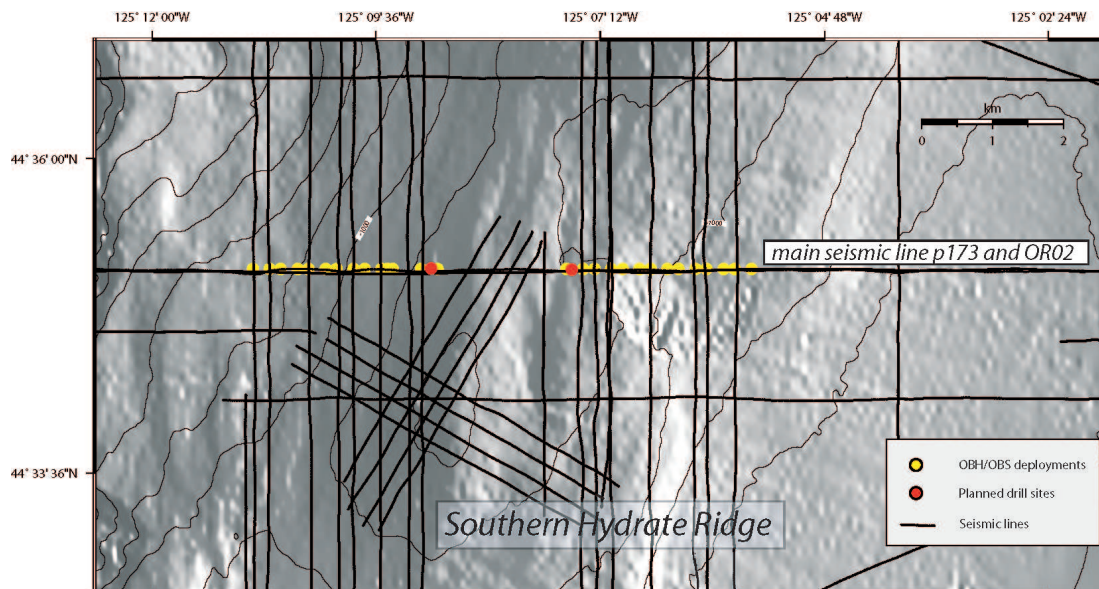 125° 12' 00"W 125° 09' 36"W 125° 07' 12"W 125° 04' 48"W 125° 02' 24"W
km
0 1 2
44° 36' 00"N
-1000
-1000
main seismic line p173 and OR02
OBH/OBS deployments
44° 33' 36"N
Planned drill sites
Southern Hydrate Ridge
Seismic lines